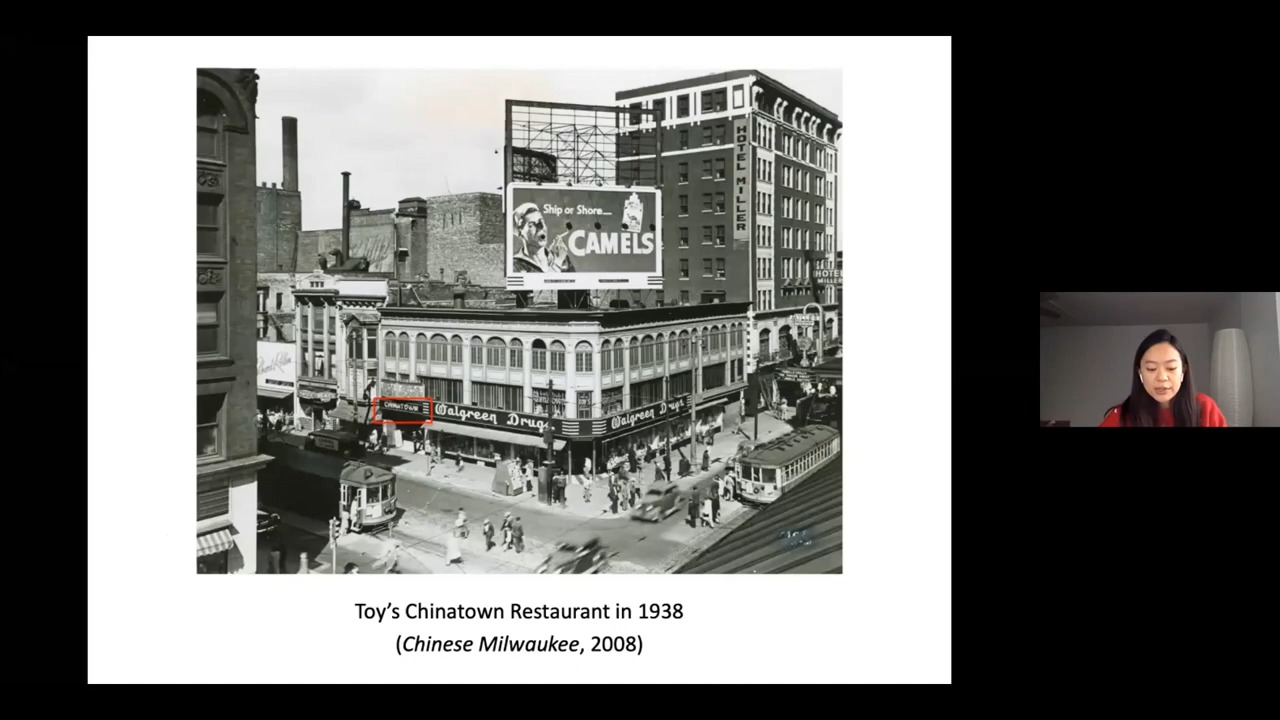 HOTEL MILLER
Ship or Shore....
CAMELS
HOTEL
MILLER
CHINATOWN
Walgreen Drugs
Walgreen Drugs
Toy's Chinatown Restaurant in 1938
(Chinese Milwaukee, 2008)